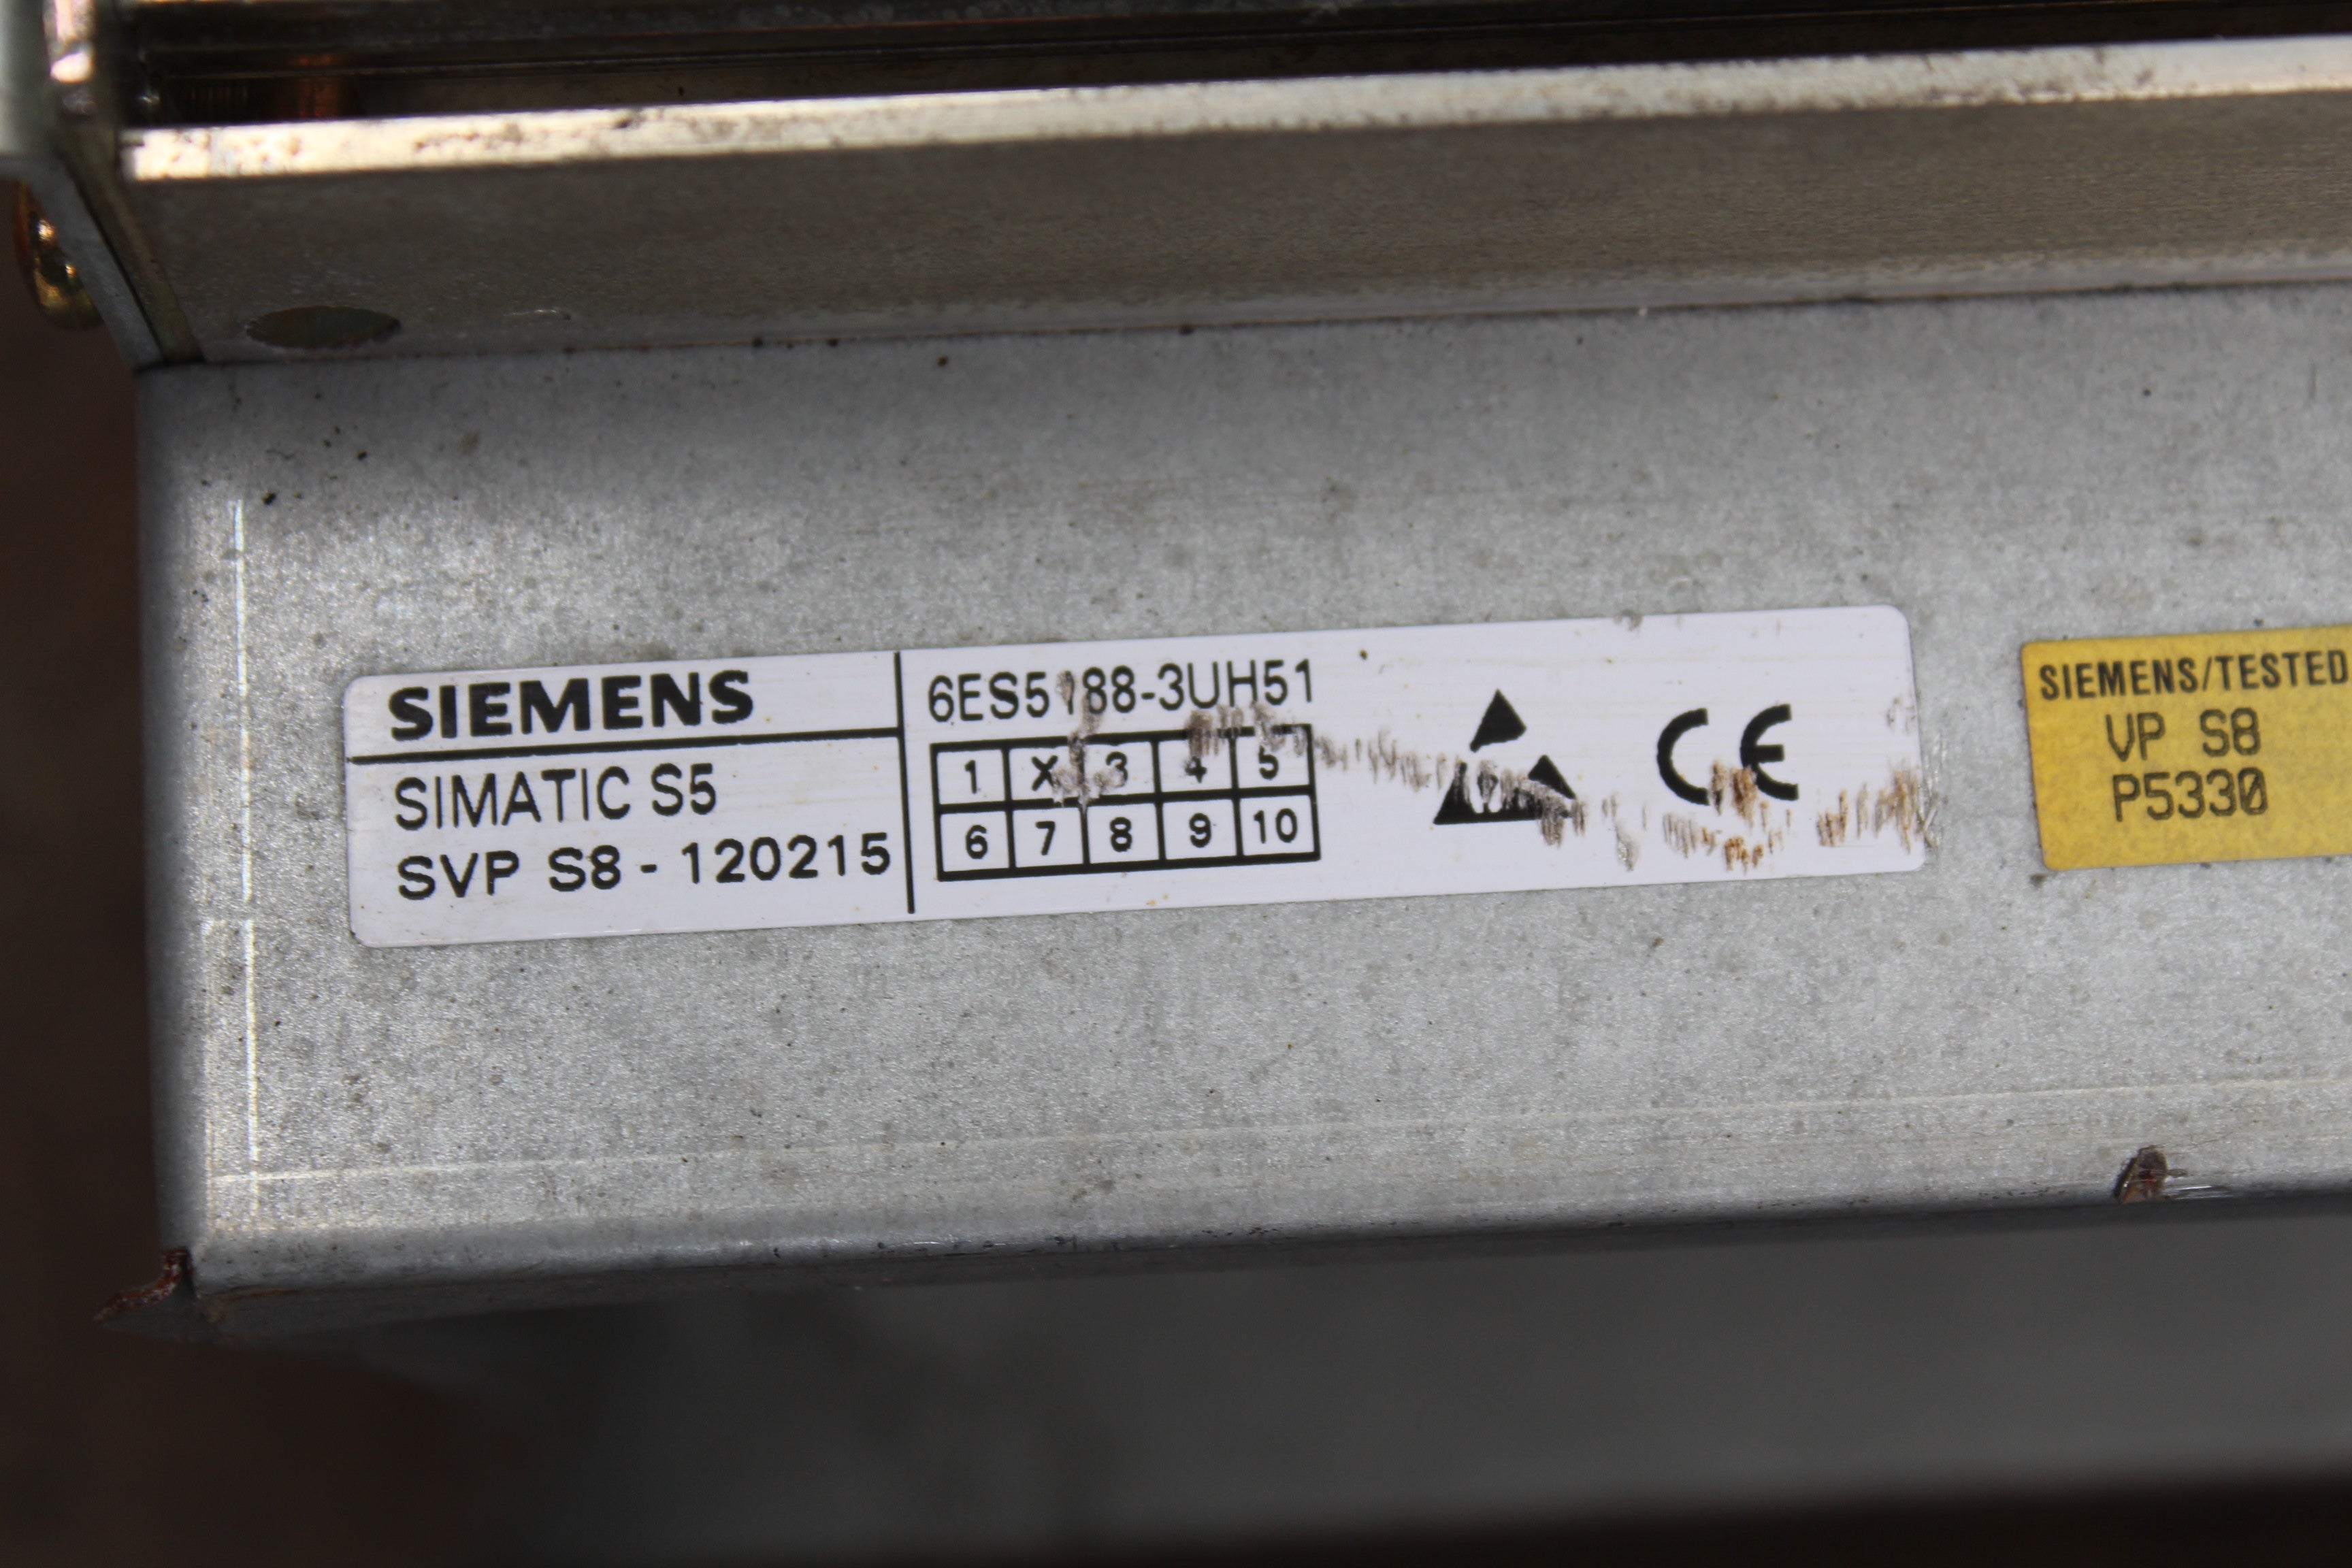 SIEMENS
SIMATIC S5
SVP S8 - 120215
6ES5188-3UH51
1 X 3 4 5
6 7 8 9 10
CE
SIEMENS/TESTED
VP S8
P5330